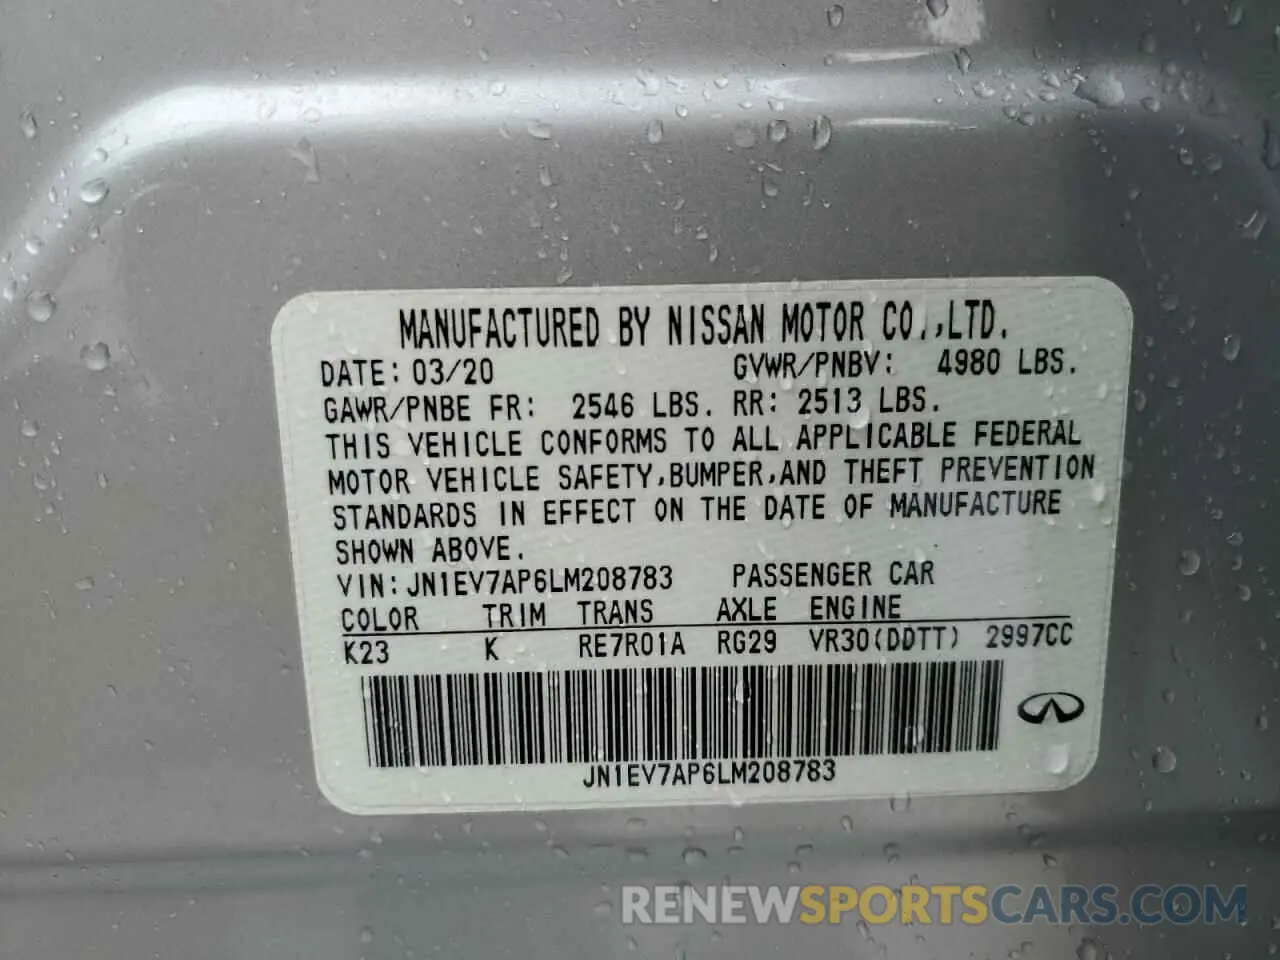 MANUFACTURED BY NISSAN MOTOR CO.,LTD.
DATE: 03/20 GVWR/PNBV: 4980 LBS.
GAWR/PNBE FR: 2546 LBS. RR: 2513 LBS.
THIS VEHICLE CONFORMS TO ALL APPLICABLE FEDERAL
MOTOR VEHICLE SAFETY,BUMPER,AND THEFT PREVENTION
STANDARDS IN EFFECT ON THE DATE OF MANUFACTURE
SHOWN ABOVE.
VIN:JN1EV7AP6LM208783 PASSENGER CAR
COLOR TRIM TRANS AXLE ENGINE
K23 K RE7R01A RG29 VR30(DDTT) 2997CC
JN1EV7AP6LM208783
RENEWSPORTSCARS.COM